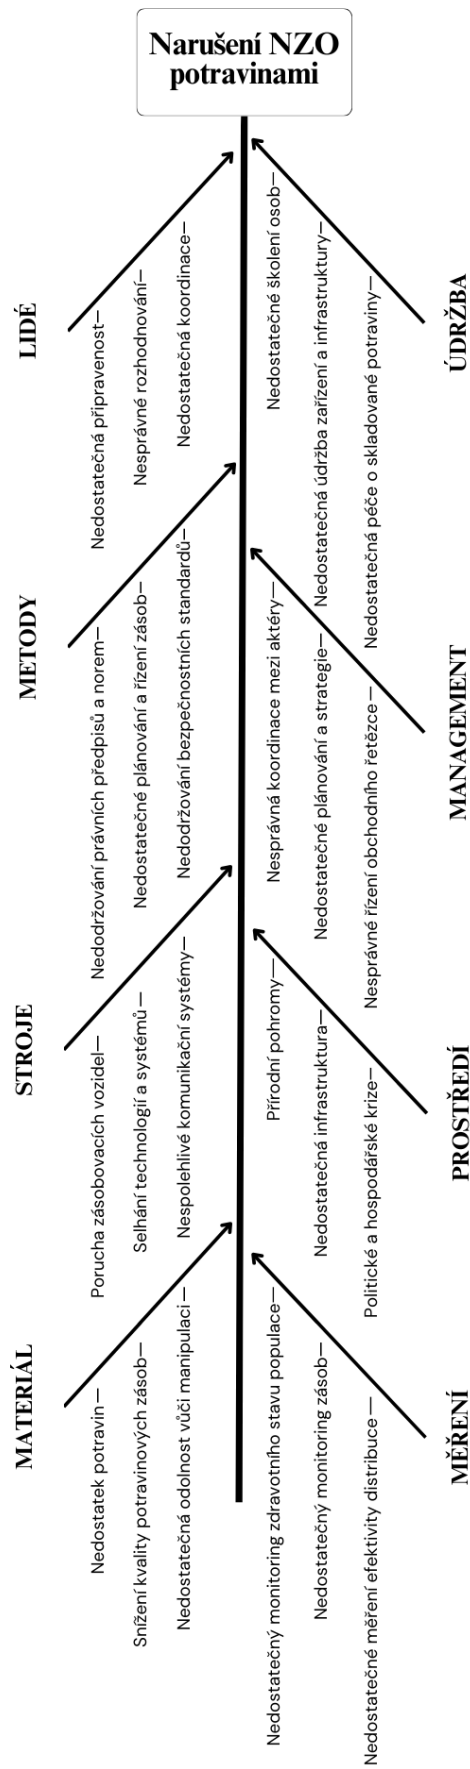 Narušení NZO
potravinami
LIDÉ
Nedostatečná připravenost
Nesprávné rozhodnování
Nedostatečná koordinace
METODY
Nedodržování právních předpisů a norem
Nedostatečné plánování a řízení zásob
Nedodržování bezpečnostních standardů
STROJE
Porucha zásobovacích vozidel
Selhání technologií a systémů
Nespolehlivé komunikační systémy
MATERIÁL
Nedostatek potravin
Snížení kvality potravinových zásob
Nedostatečná odolnost vůči manipulaci
ÚDRŽBA
Nedostatečné školení osob
Nedostatečná údržba zařízení a infrastruktury
Nedostatečná péče o skladované potraviny
MANAGEMENT
Nesprávná koordinace mezi aktéry
Nedostatečné plánování a strategie
Nesprávné řízení obchodního řetězce
PROSTŘEDÍ
Přírodní pohromy
Nedostatečná infrastruktura
Politické a hospodářské krize
MĚŘENÍ
Nedostatečný monitoring zdravotního stavu populace
Nedostatečný monitoring zásob
Nedostatečné měření efektivity distribuce